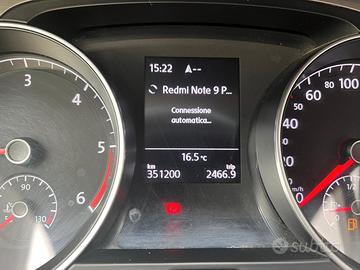 15:22 A--
Redmi Note 9 P...
Connessione
automatica...
16.5 °C
km trip
351200 2466.9
3
4
5
6
90
50
130
0
20
40
60
80
100
subito